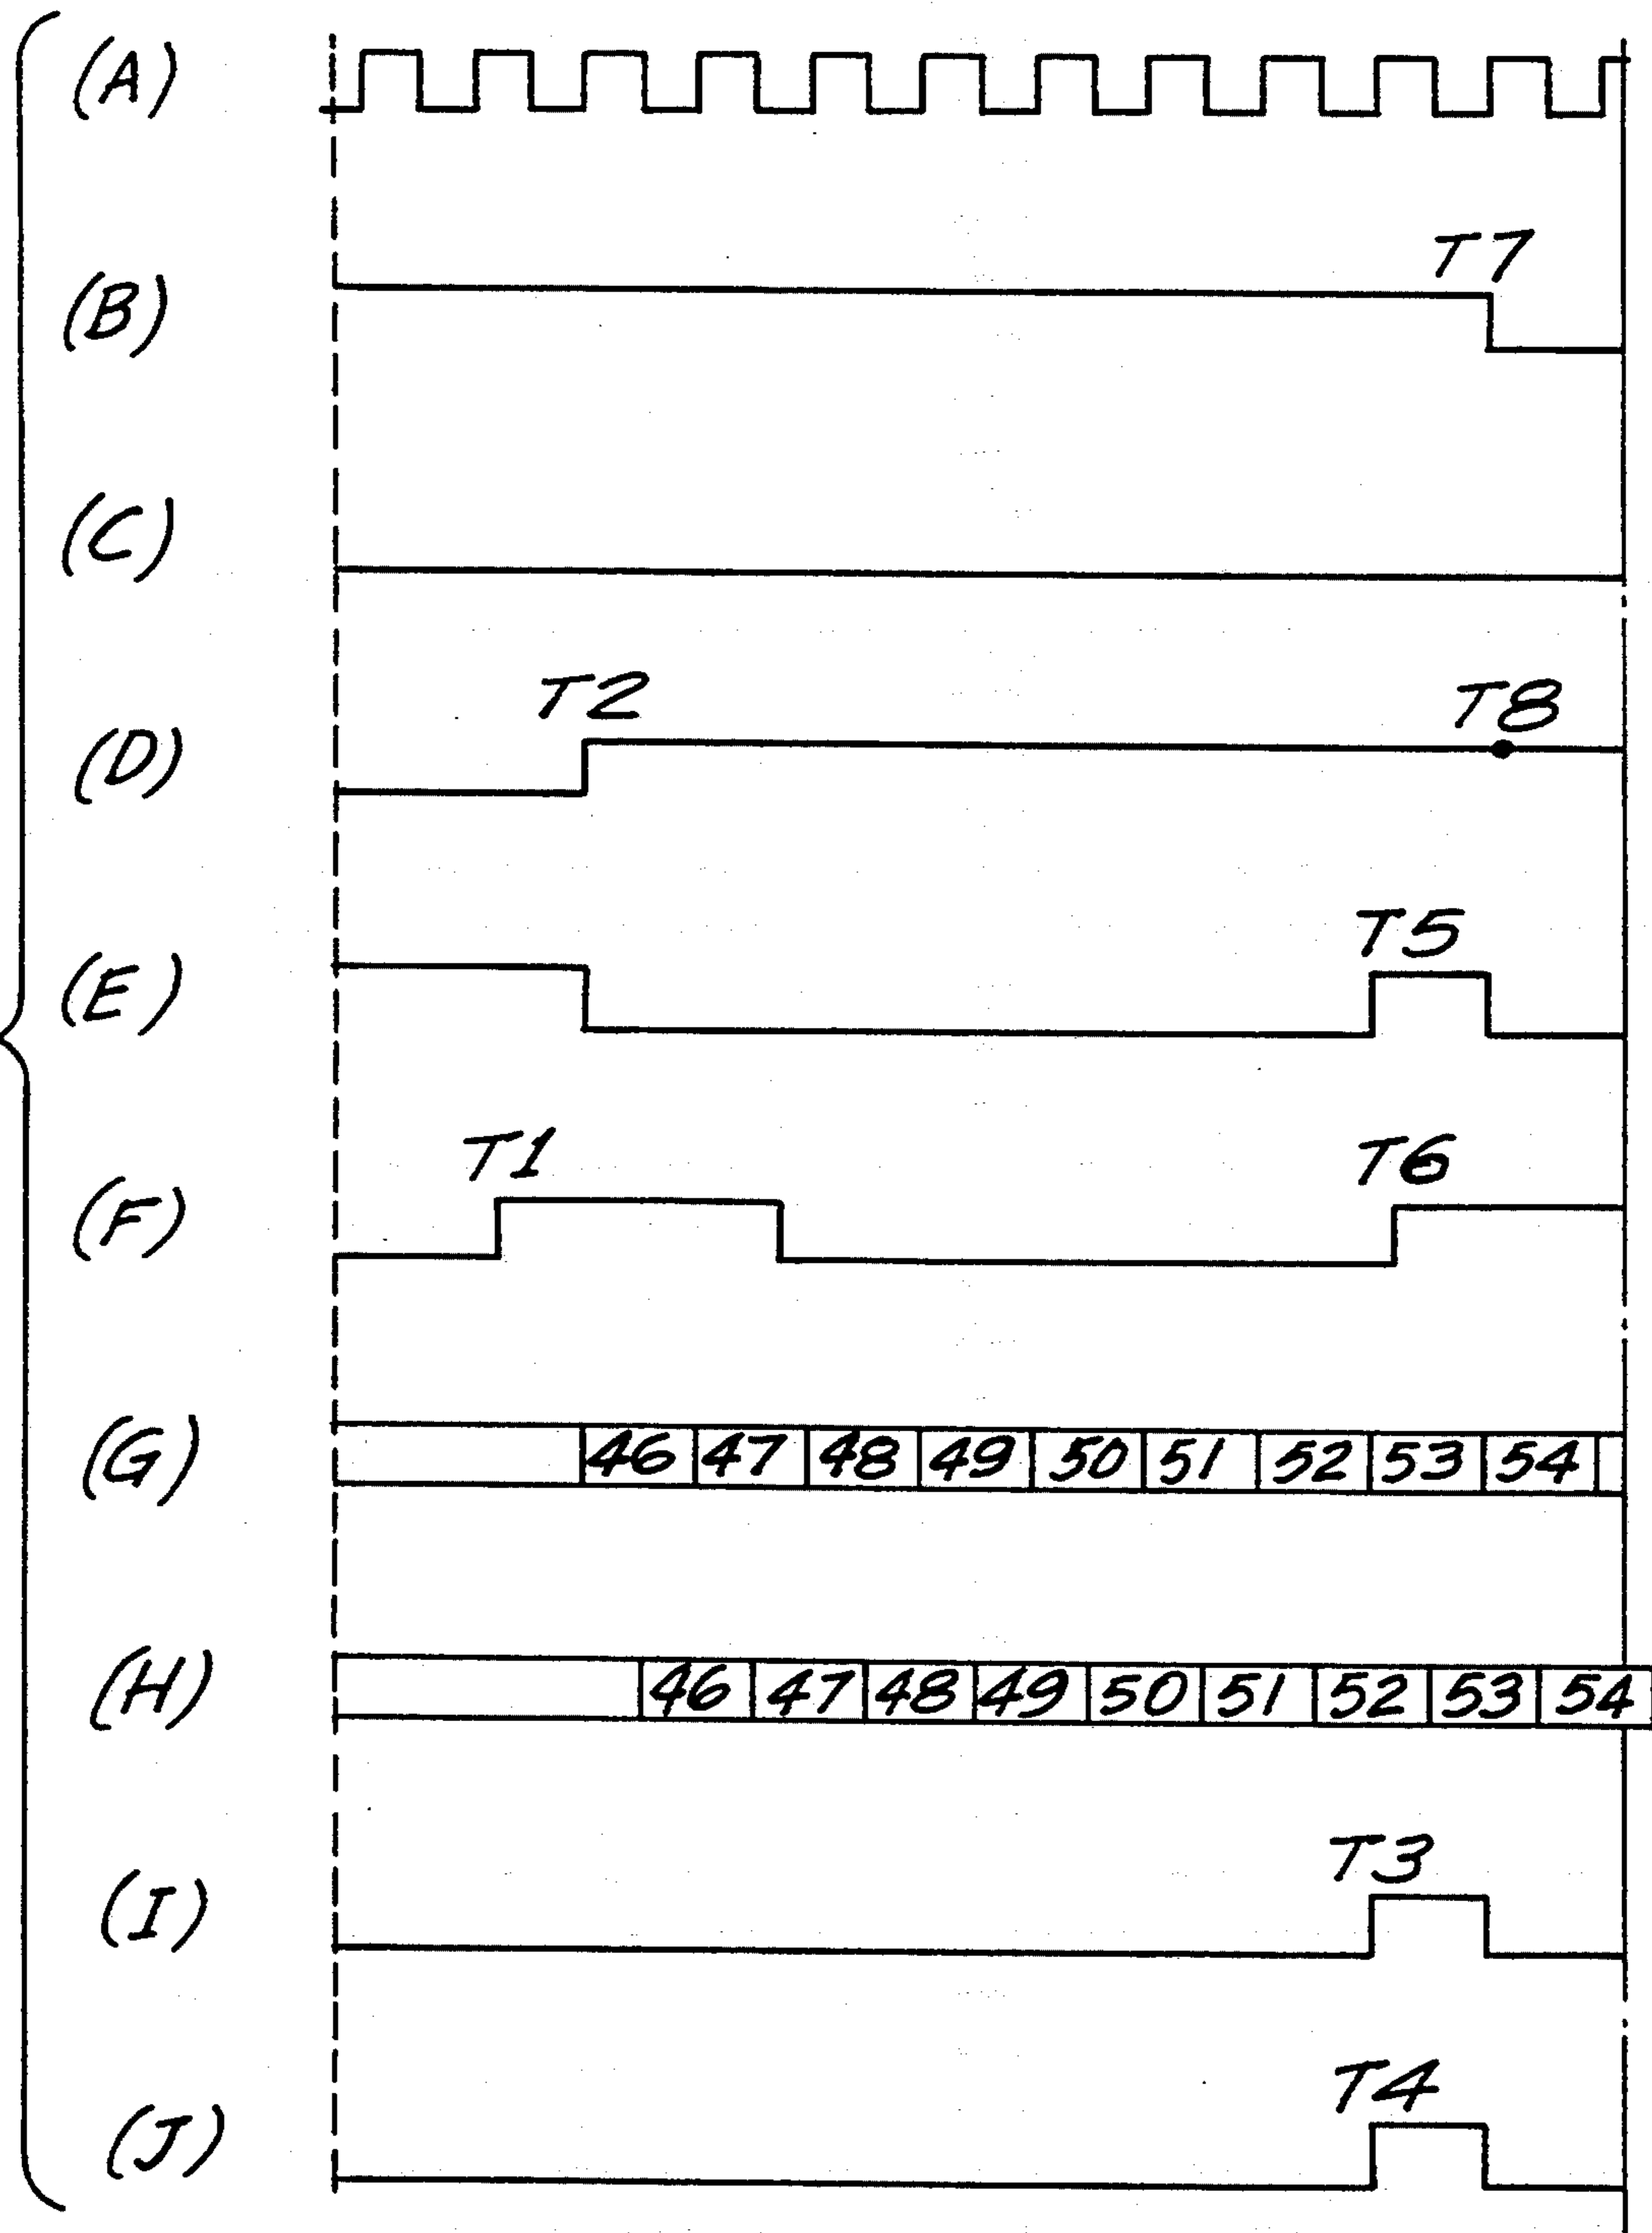 (A)
T7
(B)
(C)
T2 T8
(D)
T5
(E)
T1 T6
(F)
(G) 46 47 48 49 50 51 52 53 54
(H) 46 47 48 49 50 51 52 53 54
T3
(I)
T4
(J)